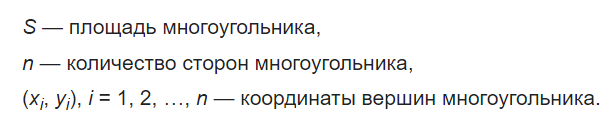 S — площадь многоугольника,
n — количество сторон многоугольника,
(xᵢ, yᵢ), i = 1, 2, …, n — координаты вершин многоугольника.